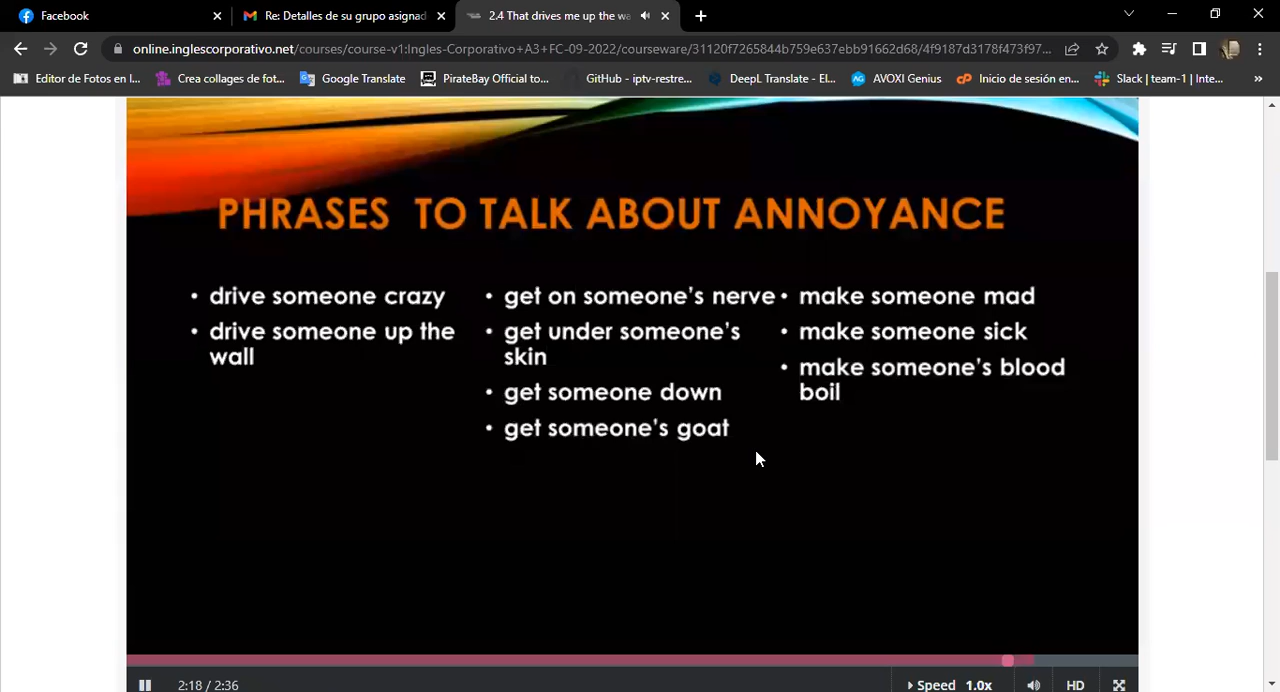 Facebook
Re: Detalles de su grupo asignad
2.4 That drives me up the wa
online.inglescorporativo.net/courses/course-v1:Ingles-Corporativo+A3+FC-09-2022/courseware/31120f7265844b759e637ebb91662d68/4f9187d3178f473f97...
Editor de Fotos en l...
Crea collages de fot...
Google Translate
PirateBay Official to...
GitHub - iptv-restre...
DeepL Translate - El...
AVOXI Genius
Inicio de sesión en...
Slack | team-1 | Inte...
»
PHRASES TO TALK ABOUT ANNOYANCE
• drive someone crazy
• drive someone up the
wall
• get on someone's nerve
• get under someone's
skin
• get someone down
• get someone's goat
• make someone mad
• make someone sick
• make someone's blood
boil
2:18 / 2:36
Speed 1.0x
HD